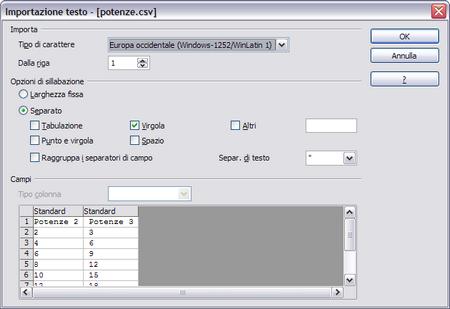 Importazione testo - [potenze.csv]
Importa
Tipo di carattere Europa occidentale (Windows-1252/WinLatin 1)
Dalla riga 1
OK
Annulla
?
Opzioni di sillabazione
Larghezza fissa
Separato
Tabulazione Virgola Altri
Punto e virgola Spazio
Raggruppa i separatori di campo Separ. di testo "
Campi
Tipo colonna
Standard Standard
1 Potenze 2 Potenze 3
2 2 3
3 4 6
4 6 9
5 8 12
6 10 15
7 12 18